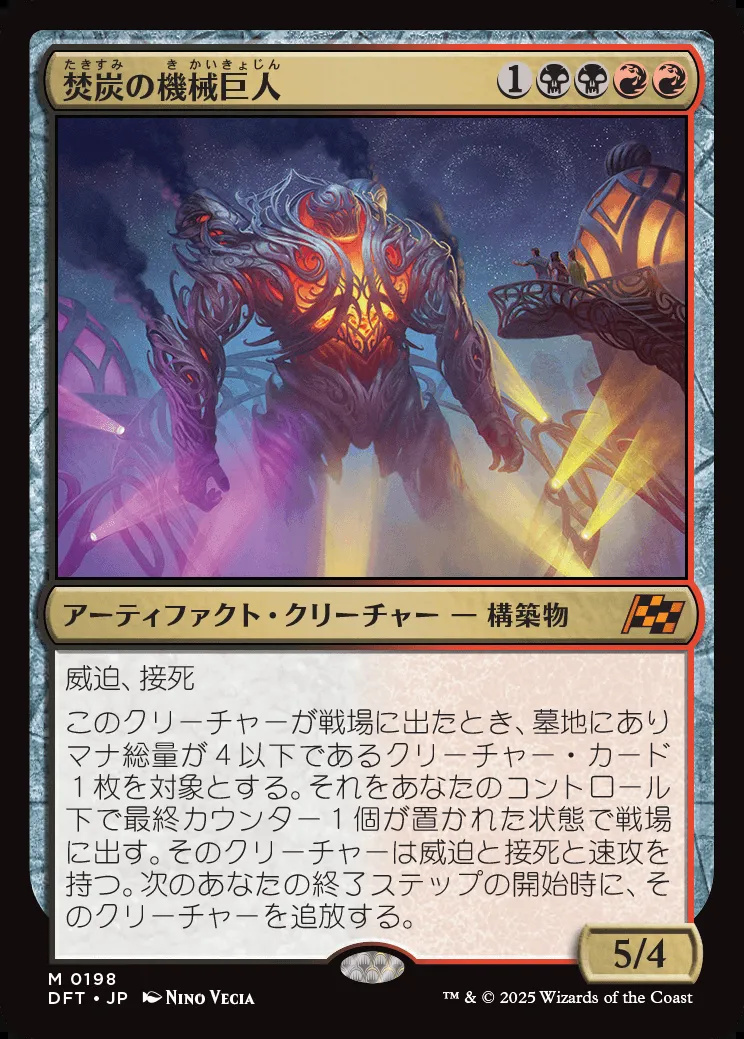 たきすみ きかいきょじん
焚炭の機械巨人 1
アーティファクト・クリーチャー — 構築物
威迫、接死
このクリーチャーが戦場に出たとき、墓地にあり
マナ総量が4以下であるクリーチャー・カード
1枚を対象とする。それをあなたのコントロール
下で最終カウンター1個が置かれた状態で戦場
に出す。そのクリーチャーは威迫と接死と速攻を
持つ。次のあなたの終了ステップの開始時に、そ
のクリーチャーを追放する。
5/4
M 0198
DFT • JP NINO VECIA
™ & © 2025 Wizards of the Coast